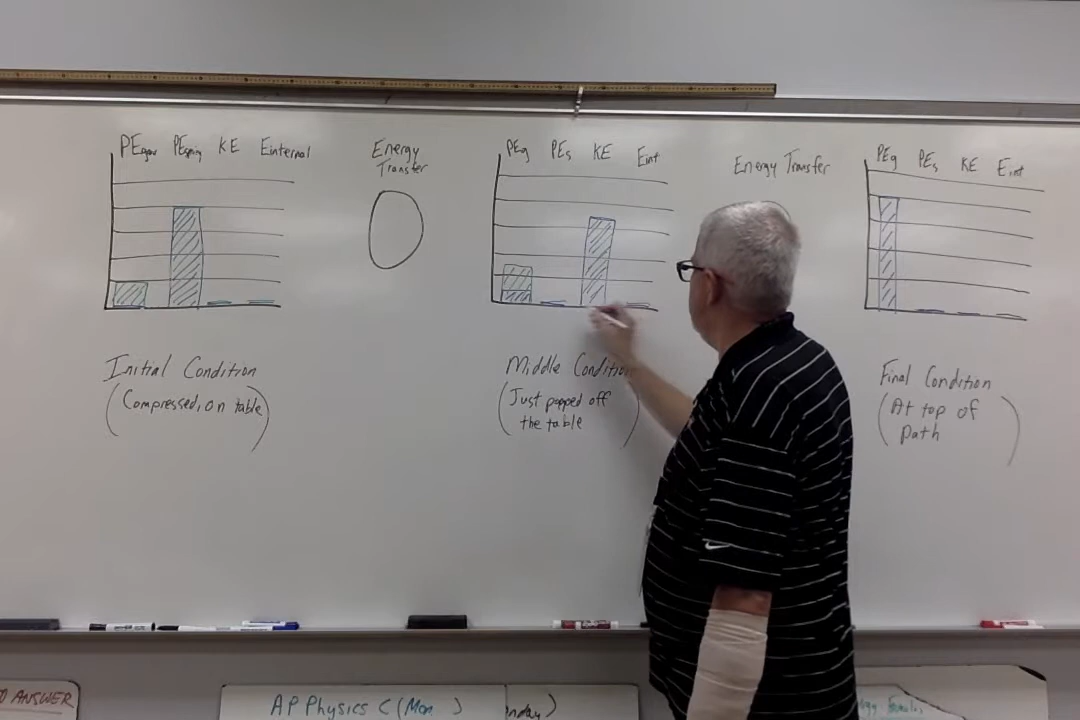 PEgrav PEspring KE Einternal
Energy
Transfer
PEg PEs KE Eint
Energy Transfer
PEg PEs KE Eint
Initial Condition
(Compressed, on table)
Middle Condition
(Just popped off
the table)
Final Condition
(At top of
path)
ANSWER
AP Physics C (Mon )
nday)